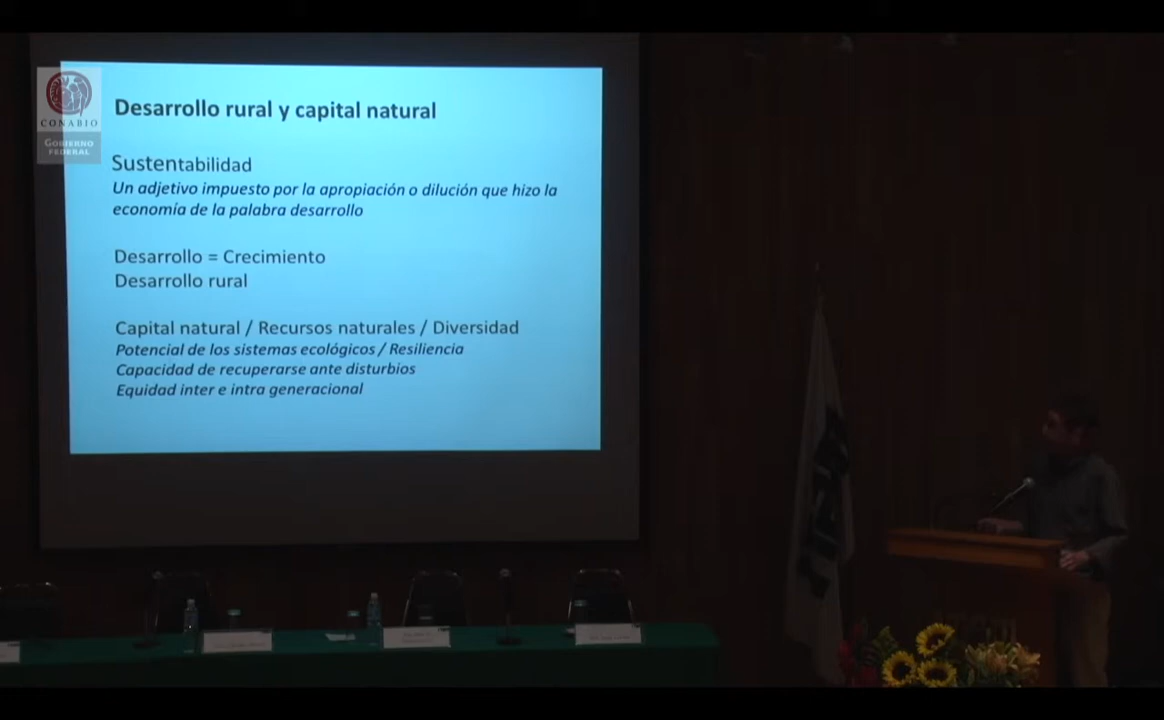 CONABIO
GOBIERNO
FEDERAL
Desarrollo rural y capital natural
Sustentabilidad
Un adjetivo impuesto por la apropiación o dilución que hizo la
economía de la palabra desarrollo
Desarrollo = Crecimiento
Desarrollo rural
Capital natural / Recursos naturales / Diversidad
Potencial de los sistemas ecológicos / Resiliencia
Capacidad de recuperarse ante disturbios
Equidad inter e intra generacional